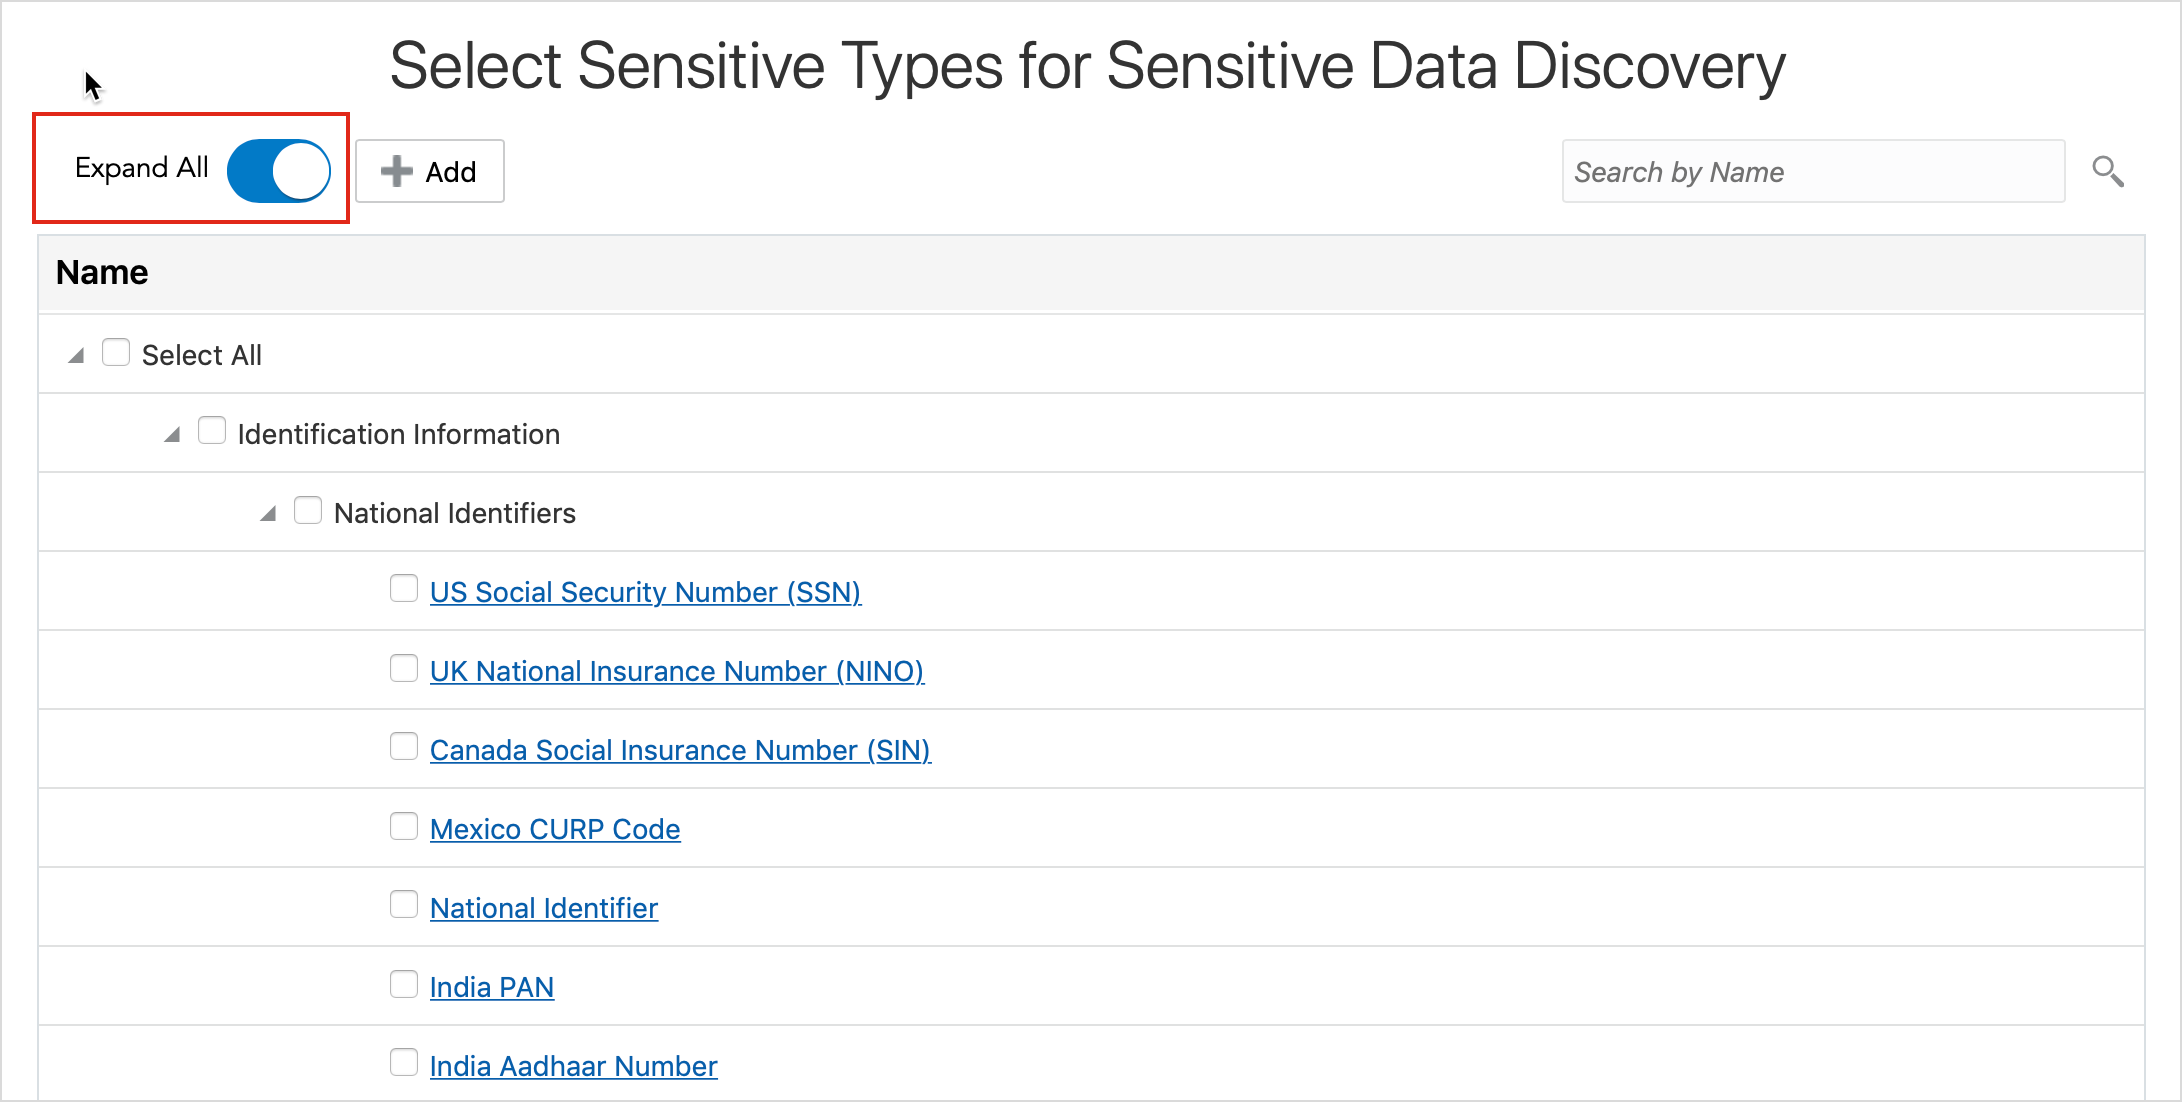 Select Sensitive Types for Sensitive Data Discovery
Expand All
Add
Search by Name
Name
Select All
Identification Information
National Identifiers
US Social Security Number (SSN)
UK National Insurance Number (NINO)
Canada Social Insurance Number (SIN)
Mexico CURP Code
National Identifier
India PAN
India Aadhaar Number